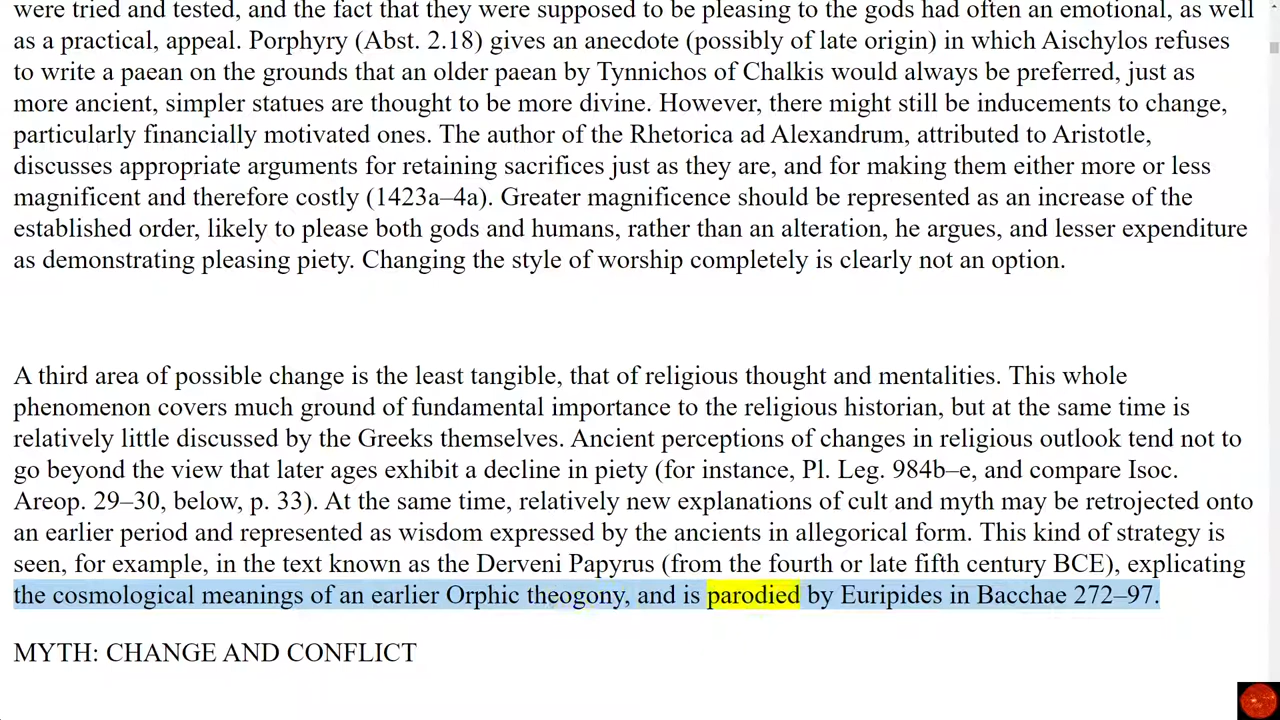 were tried and tested, and the fact that they were supposed to be pleasing to the gods had often an emotional, as well
as a practical, appeal. Porphyry (Abst. 2.18) gives an anecdote (possibly of late origin) in which Aischylos refuses
to write a paean on the grounds that an older paean by Tynnichos of Chalkis would always be preferred, just as
more ancient, simpler statues are thought to be more divine. However, there might still be inducements to change,
particularly financially motivated ones. The author of the Rhetorica ad Alexandrum, attributed to Aristotle,
discusses appropriate arguments for retaining sacrifices just as they are, and for making them either more or less
magnificent and therefore costly (1423a–4a). Greater magnificence should be represented as an increase of the
established order, likely to please both gods and humans, rather than an alteration, he argues, and lesser expenditure
as demonstrating pleasing piety. Changing the style of worship completely is clearly not an option.
A third area of possible change is the least tangible, that of religious thought and mentalities. This whole
phenomenon covers much ground of fundamental importance to the religious historian, but at the same time is
relatively little discussed by the Greeks themselves. Ancient perceptions of changes in religious outlook tend not to
go beyond the view that later ages exhibit a decline in piety (for instance, Pl. Leg. 984b–e, and compare Isoc.
Areop. 29–30, below, p. 33). At the same time, relatively new explanations of cult and myth may be retrojected onto
an earlier period and represented as wisdom expressed by the ancients in allegorical form. This kind of strategy is
seen, for example, in the text known as the Derveni Papyrus (from the fourth or late fifth century BCE), explicating
the cosmological meanings of an earlier Orphic theogony, and is parodied by Euripides in Bacchae 272–97.
MYTH: CHANGE AND CONFLICT